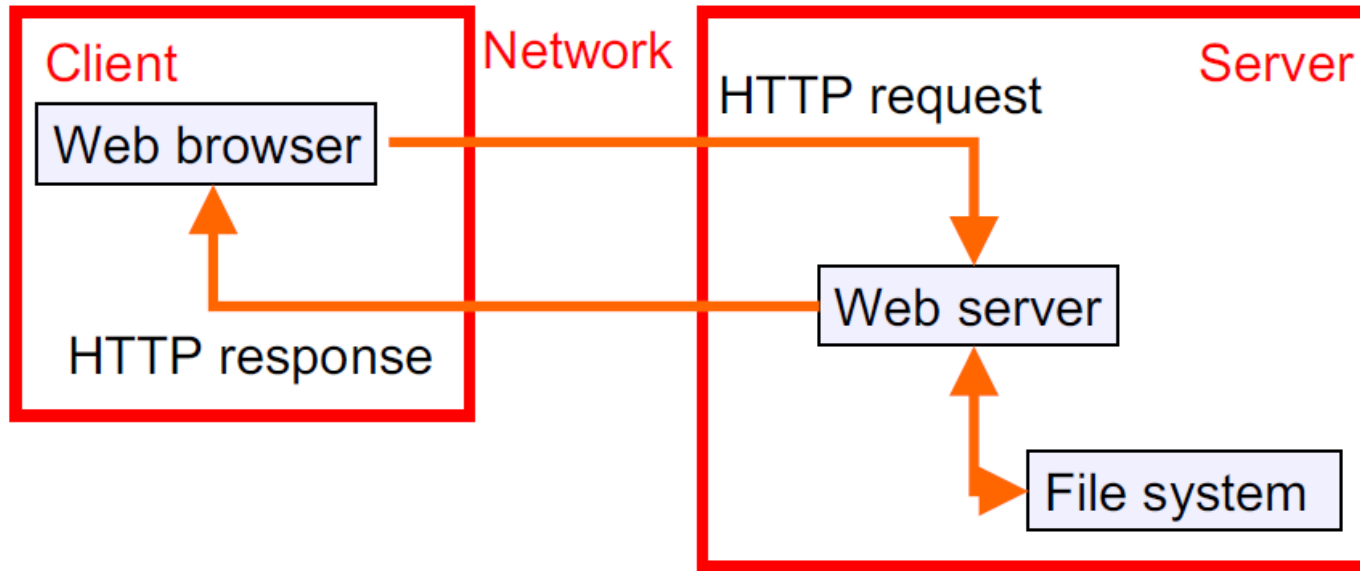 Client
Network
Server
Web browser
HTTP request
Web server
HTTP response
File system